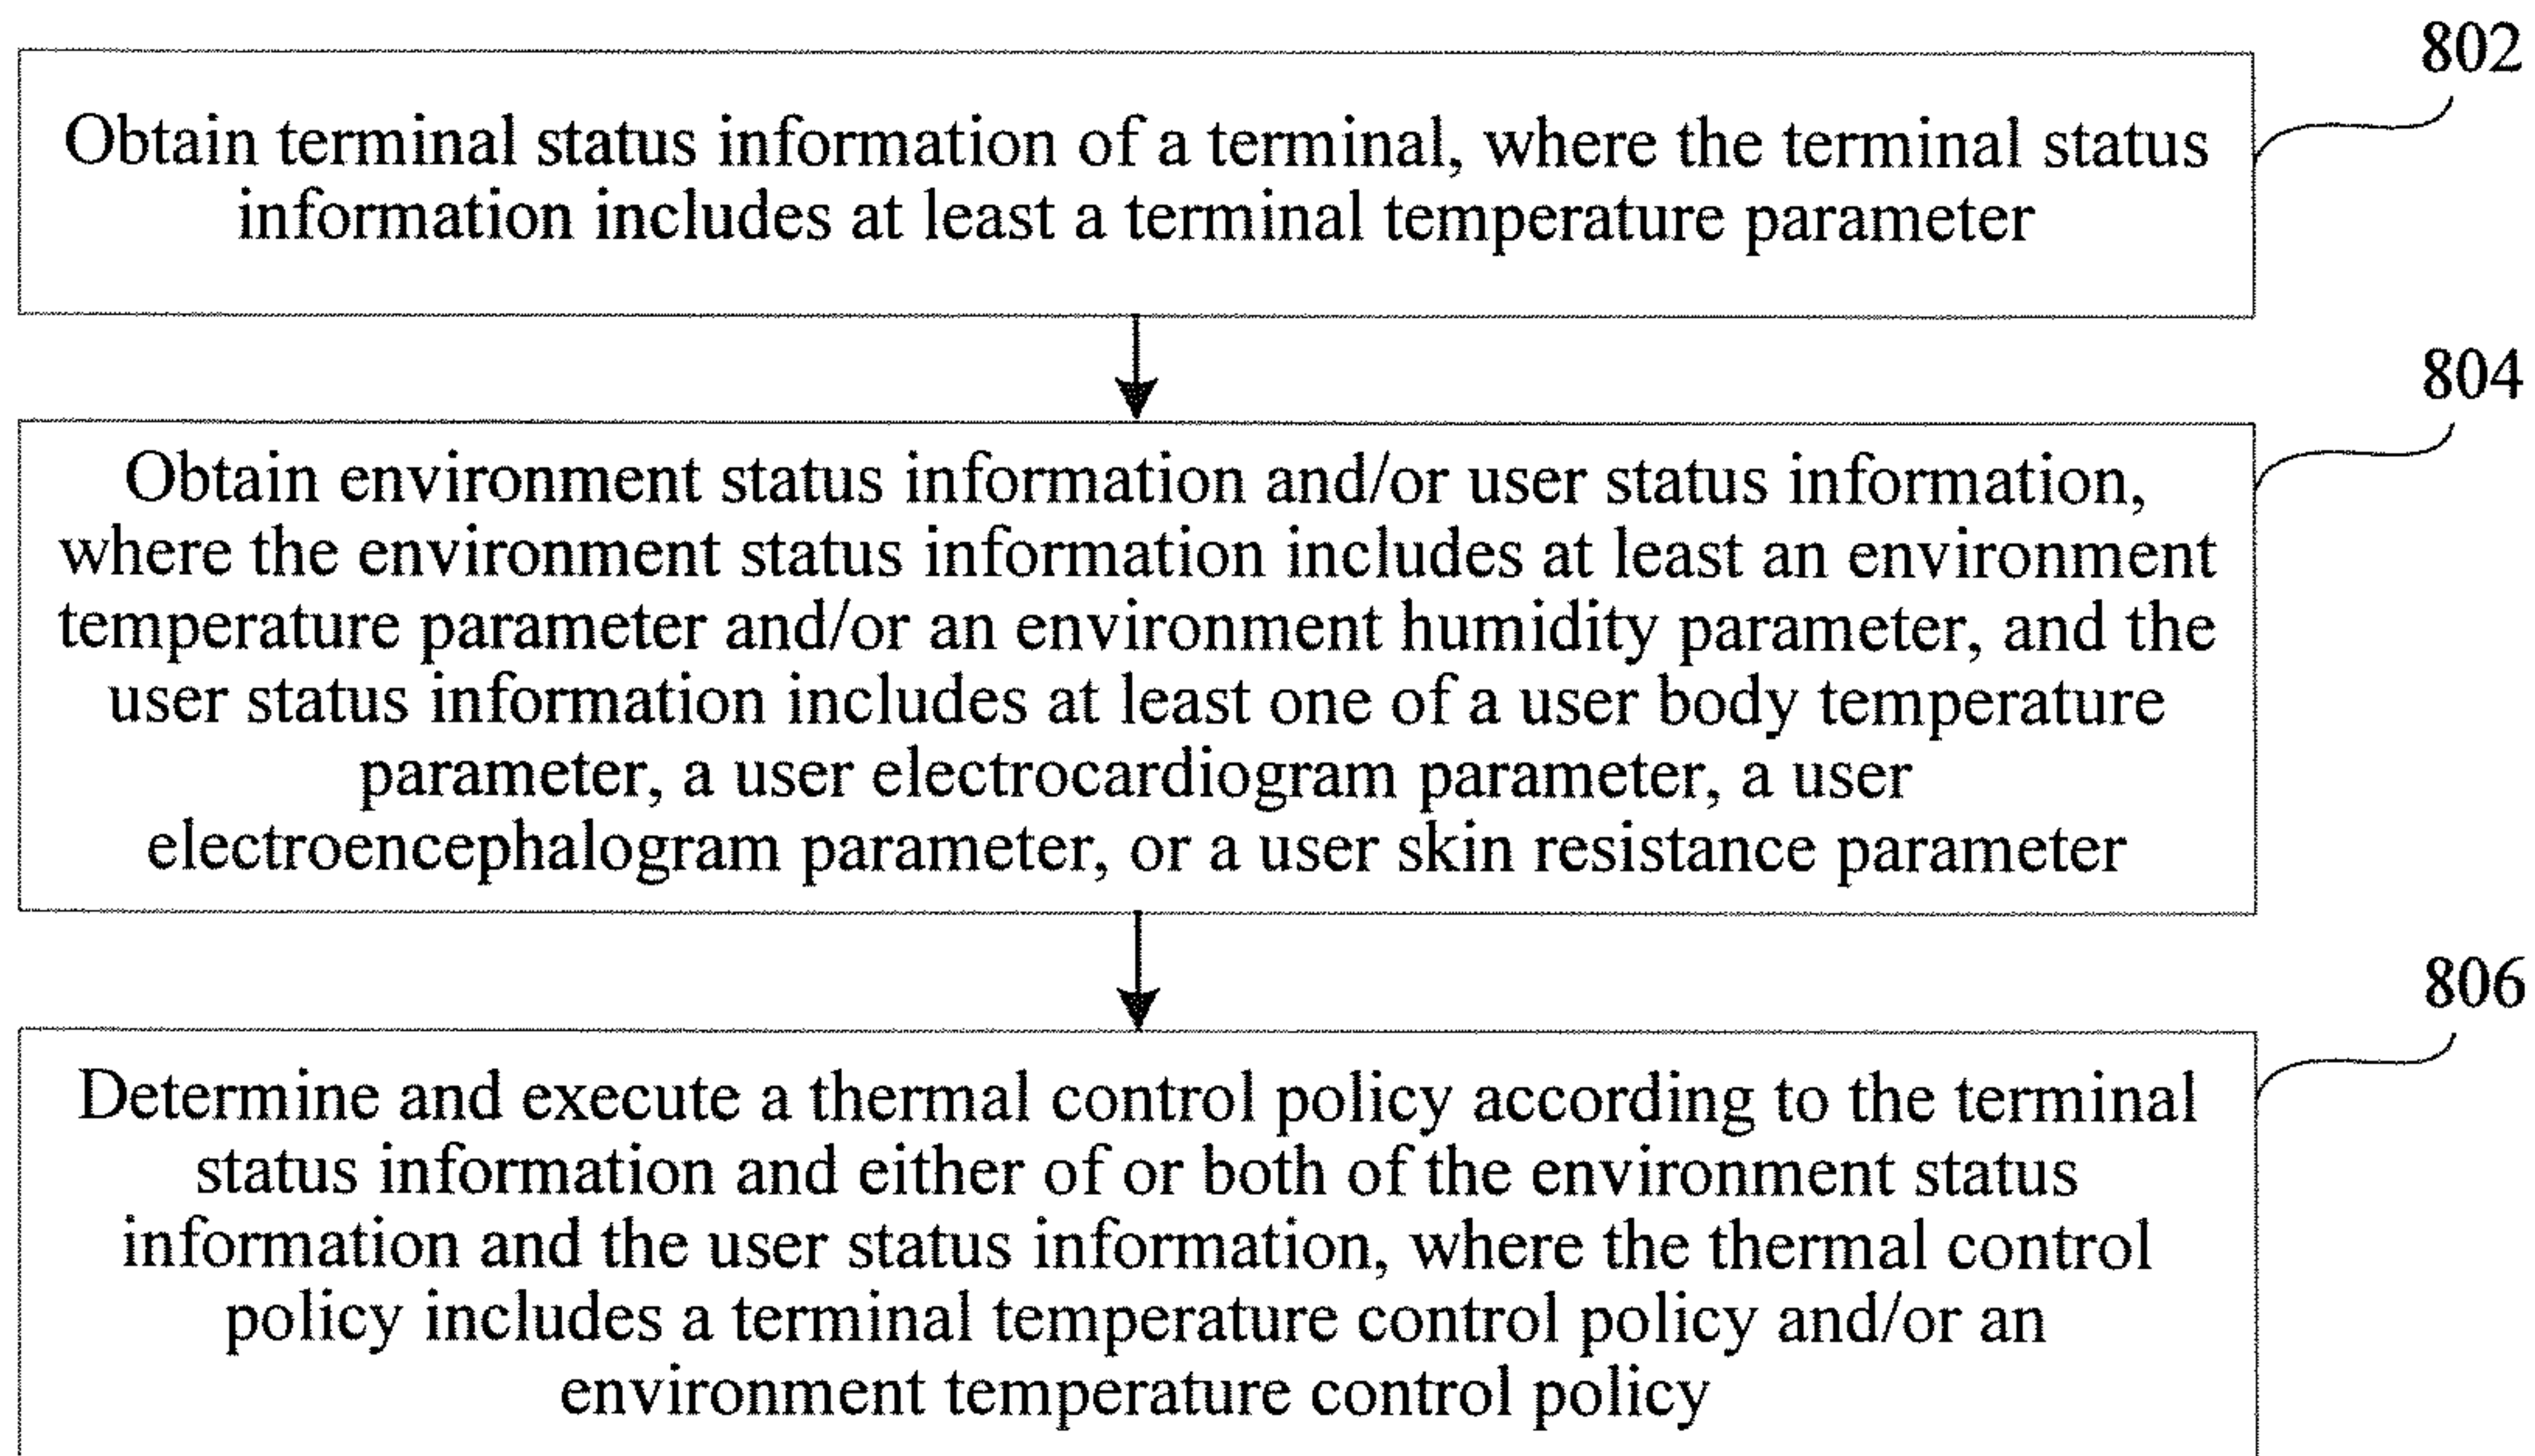 802
Obtain terminal status information of a terminal, where the terminal status
information includes at least a terminal temperature parameter
804
Obtain environment status information and/or user status information,
where the environment status information includes at least an environment
temperature parameter and/or an environment humidity parameter, and the
user status information includes at least one of a user body temperature
parameter, a user electrocardiogram parameter, a user
electroencephalogram parameter, or a user skin resistance parameter
806
Determine and execute a thermal control policy according to the terminal
status information and either of or both of the environment status
information and the user status information, where the thermal control
policy includes a terminal temperature control policy and/or an
environment temperature control policy